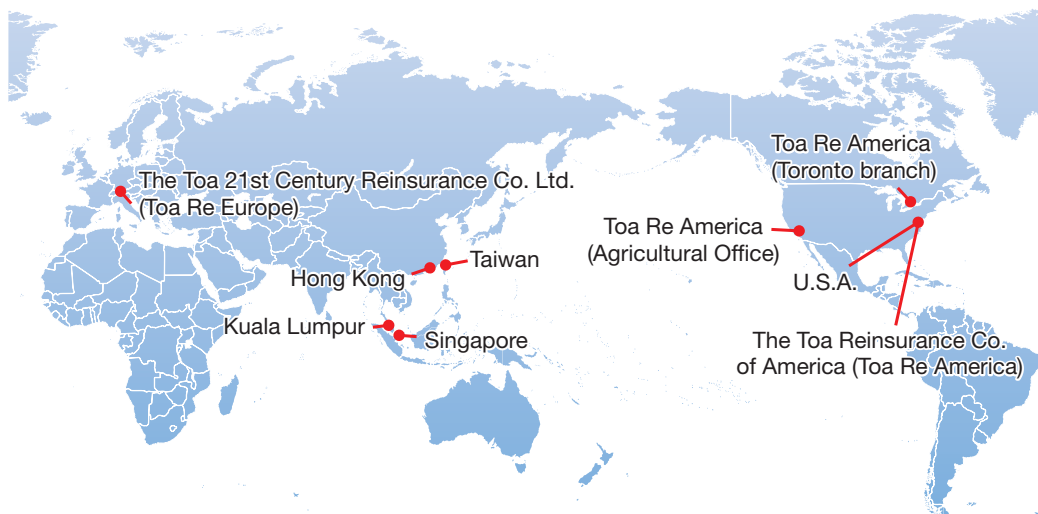 The Toa 21st Century Reinsurance Co. Ltd.
(Toa Re Europe)
Hong Kong
Taiwan
Kuala Lumpur
Singapore
Toa Re America
(Toronto branch)
Toa Re America
(Agricultural Office)
U.S.A.
The Toa Reinsurance Co.
of America (Toa Re America)